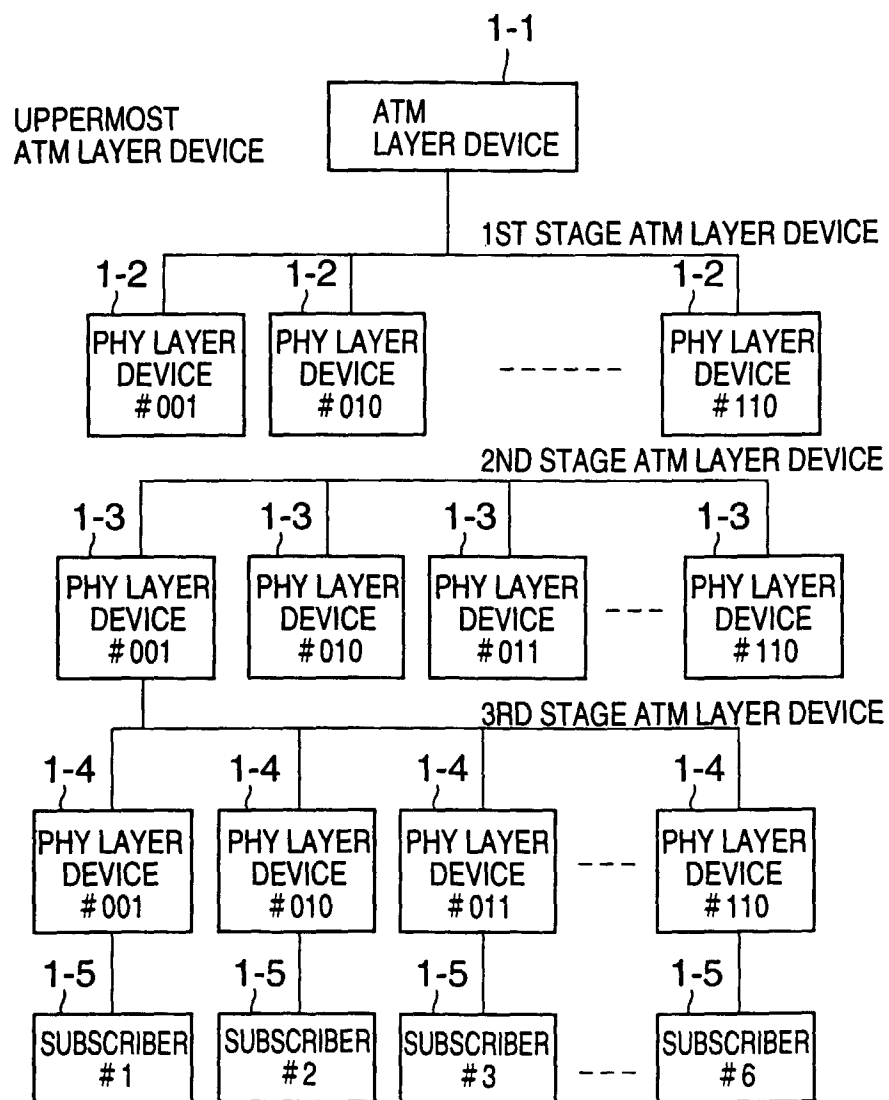 1-1
UPPERMOST
ATM LAYER DEVICE
ATM
LAYER DEVICE
1ST STAGE ATM LAYER DEVICE
1-2
1-2
1-2
PHY LAYER
DEVICE
#001
PHY LAYER
DEVICE
#010
PHY LAYER
DEVICE
#110
2ND STAGE ATM LAYER DEVICE
1-3
1-3
1-3
1-3
PHY LAYER
DEVICE
#001
PHY LAYER
DEVICE
#010
PHY LAYER
DEVICE
#011
PHY LAYER
DEVICE
#110
3RD STAGE ATM LAYER DEVICE
1-4
1-4
1-4
1-4
PHY LAYER
DEVICE
#001
PHY LAYER
DEVICE
#010
PHY LAYER
DEVICE
#011
PHY LAYER
DEVICE
#110
1-5
1-5
1-5
1-5
SUBSCRIBER
#1
SUBSCRIBER
#2
SUBSCRIBER
#3
SUBSCRIBER
#6